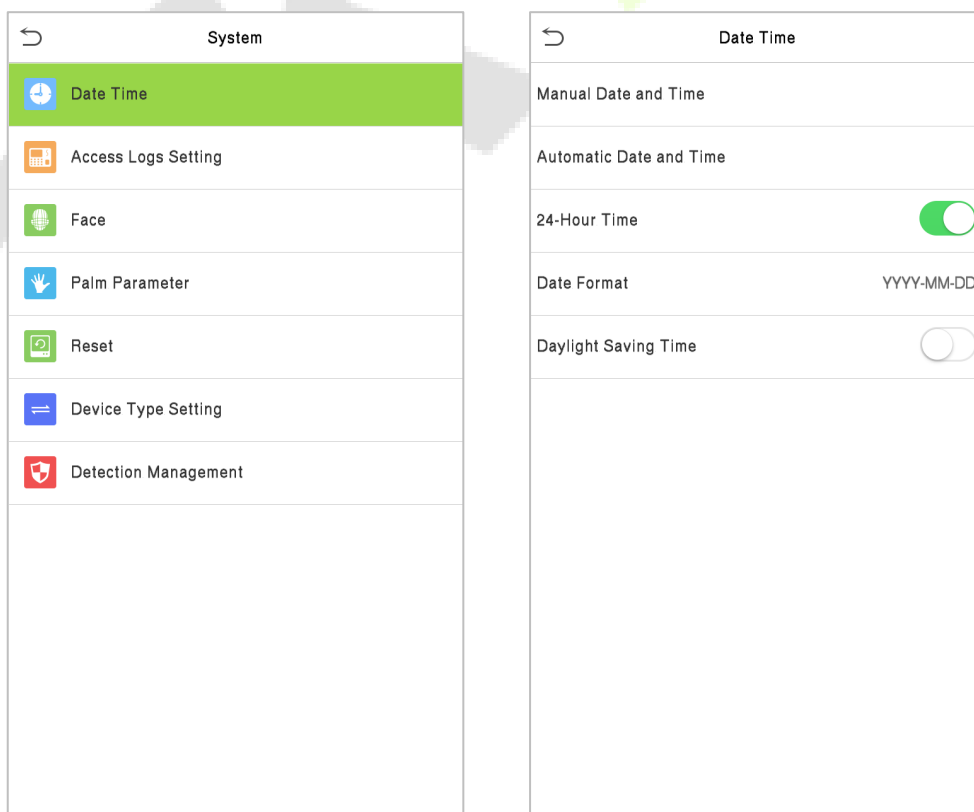 System
Date Time
Access Logs Setting
Face
Palm Parameter
Reset
Device Type Setting
Detection Management
Date Time
Manual Date and Time
Automatic Date and Time
24-Hour Time
Date Format YYYY-MM-DD
Daylight Saving Time